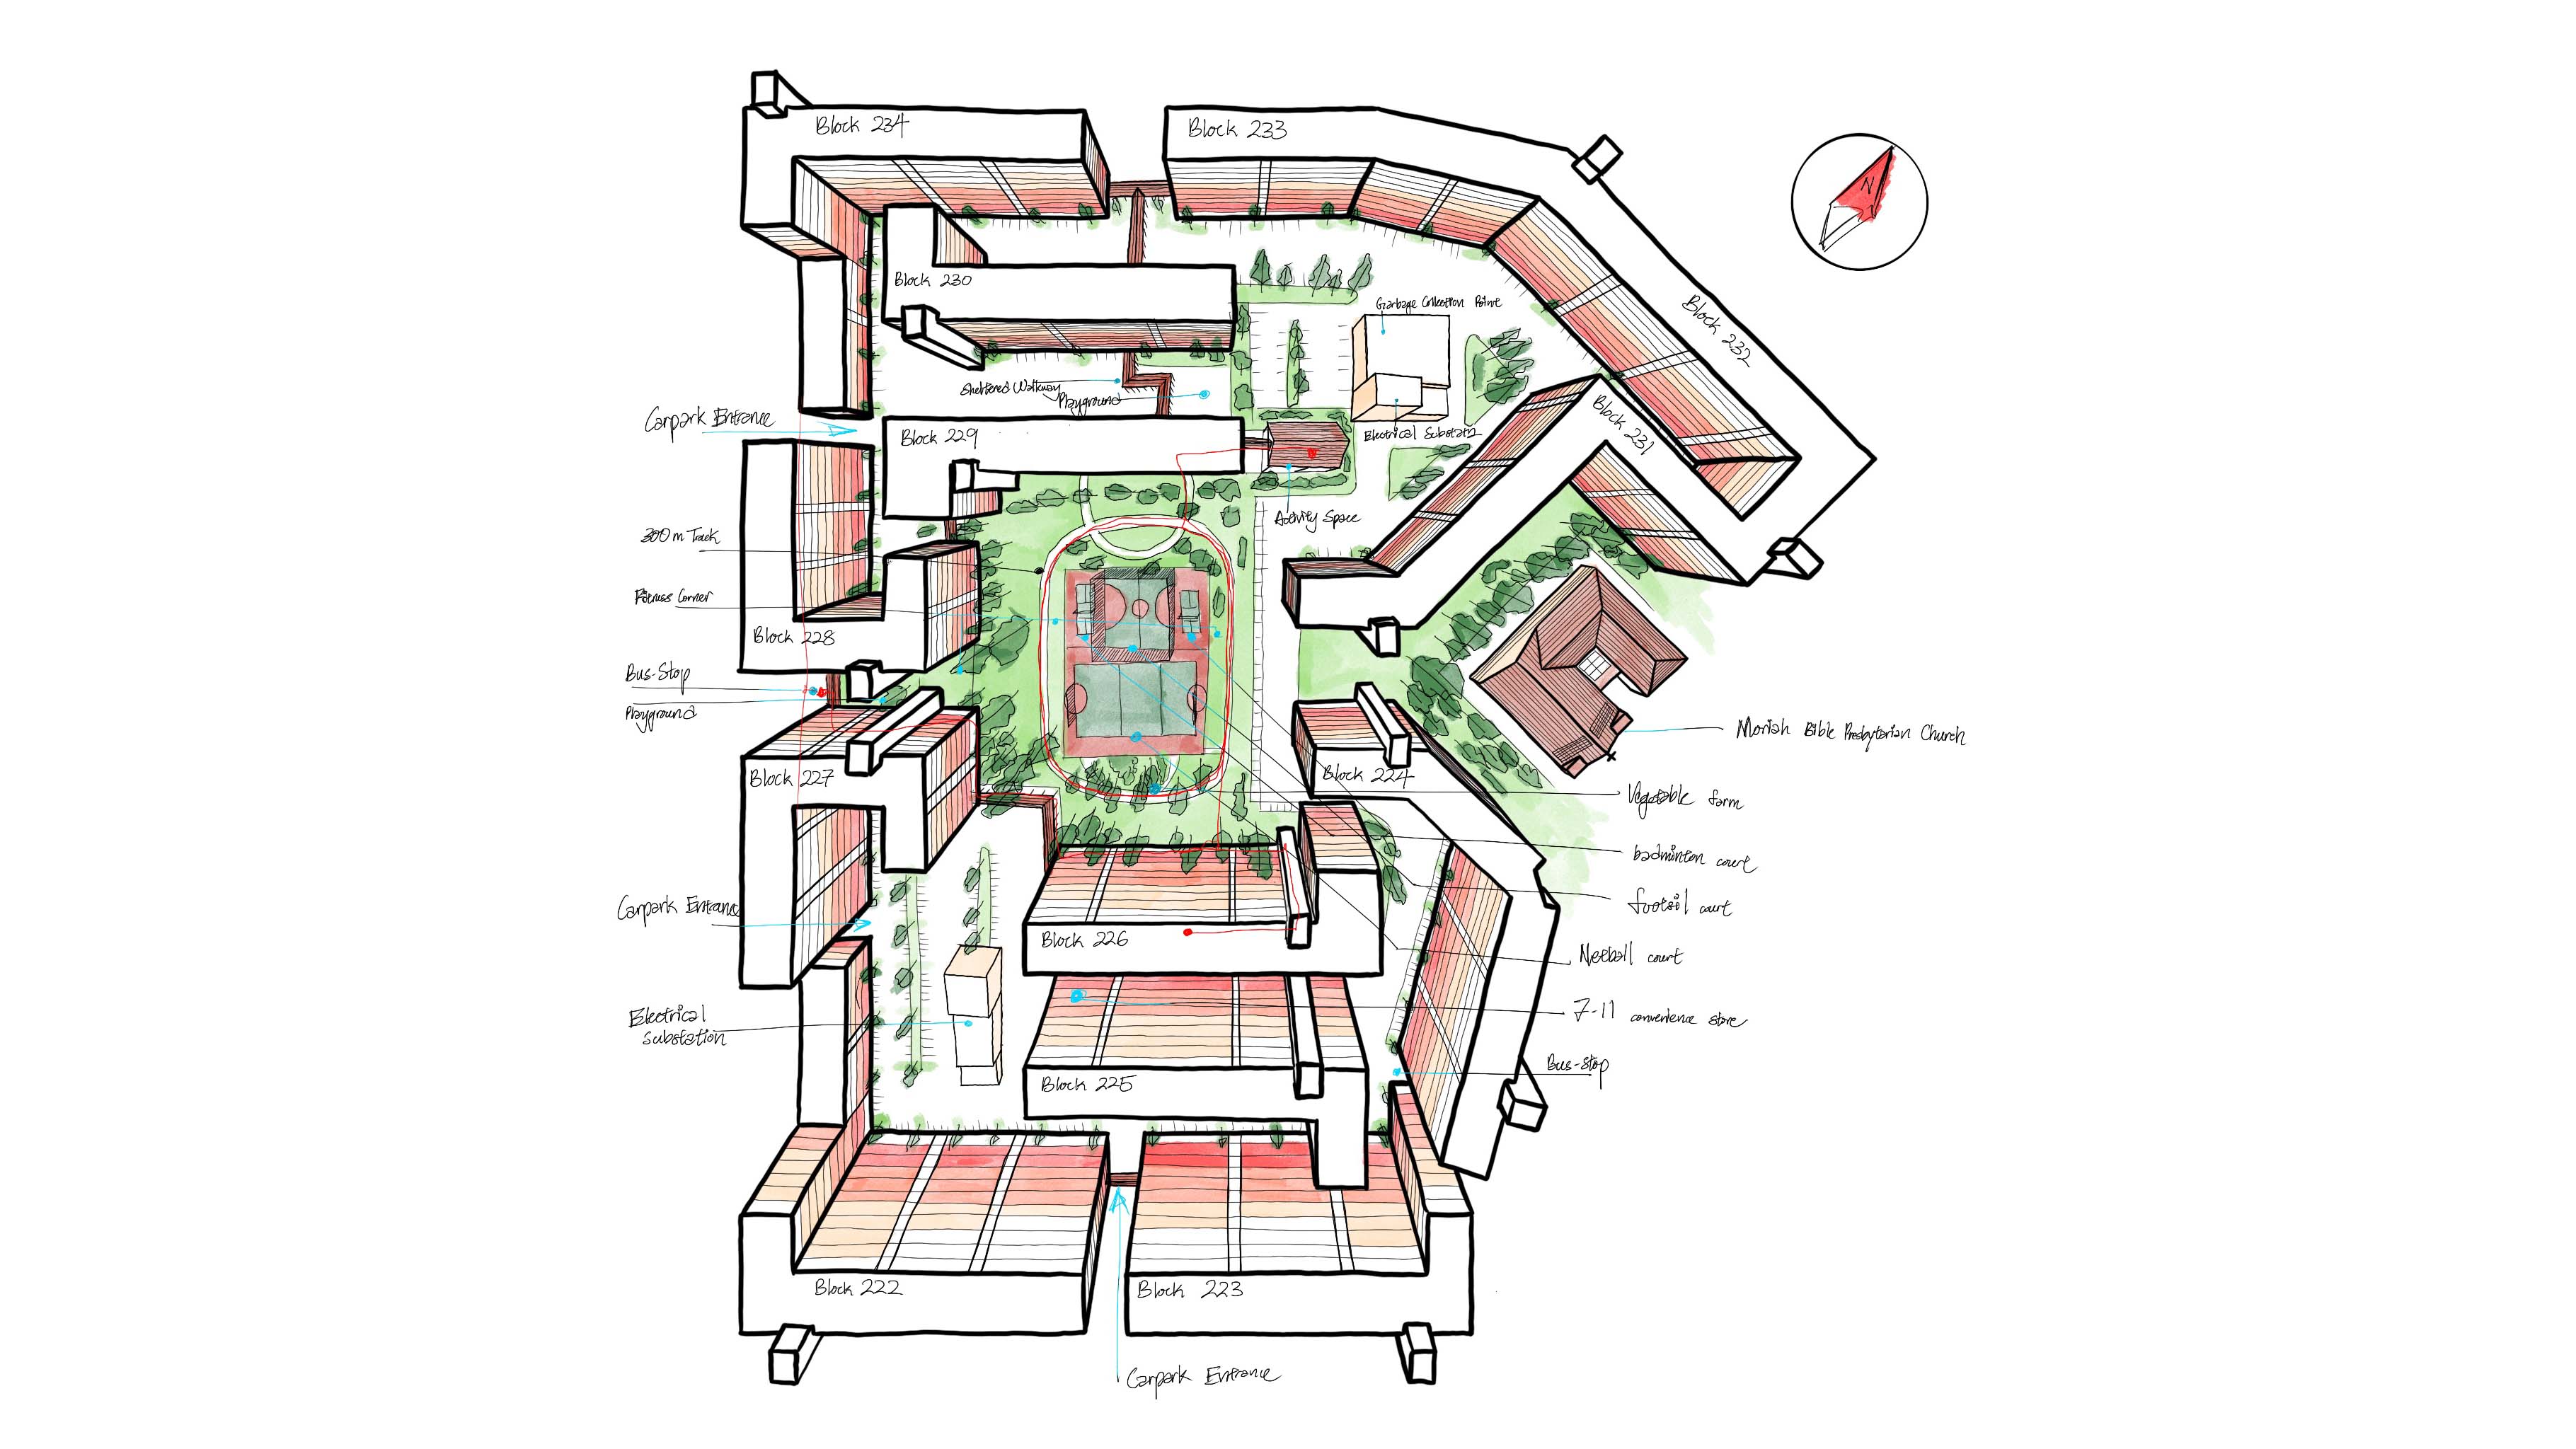 Block 234
Block 233
N
Block 230
Garbage Collection Point
Block 232
Sheltered Walkway
Playground
Carpark Entrance
Block 229
Electrical Substatn
Block 231
Activity Space
300m Track
Fitness Corner
Block 228
Bus-Stop
Playground
Moriah Bible Presbyterian Church
Block 227
Block 224
Vegetable farm
badminton court
Carpark Entrance
footsil court
Block 226
Netball court
7-11 convenience store
Electrical
Substation
Bus-stop
Block 225
Block 222
Block 223
Carpark Entrance